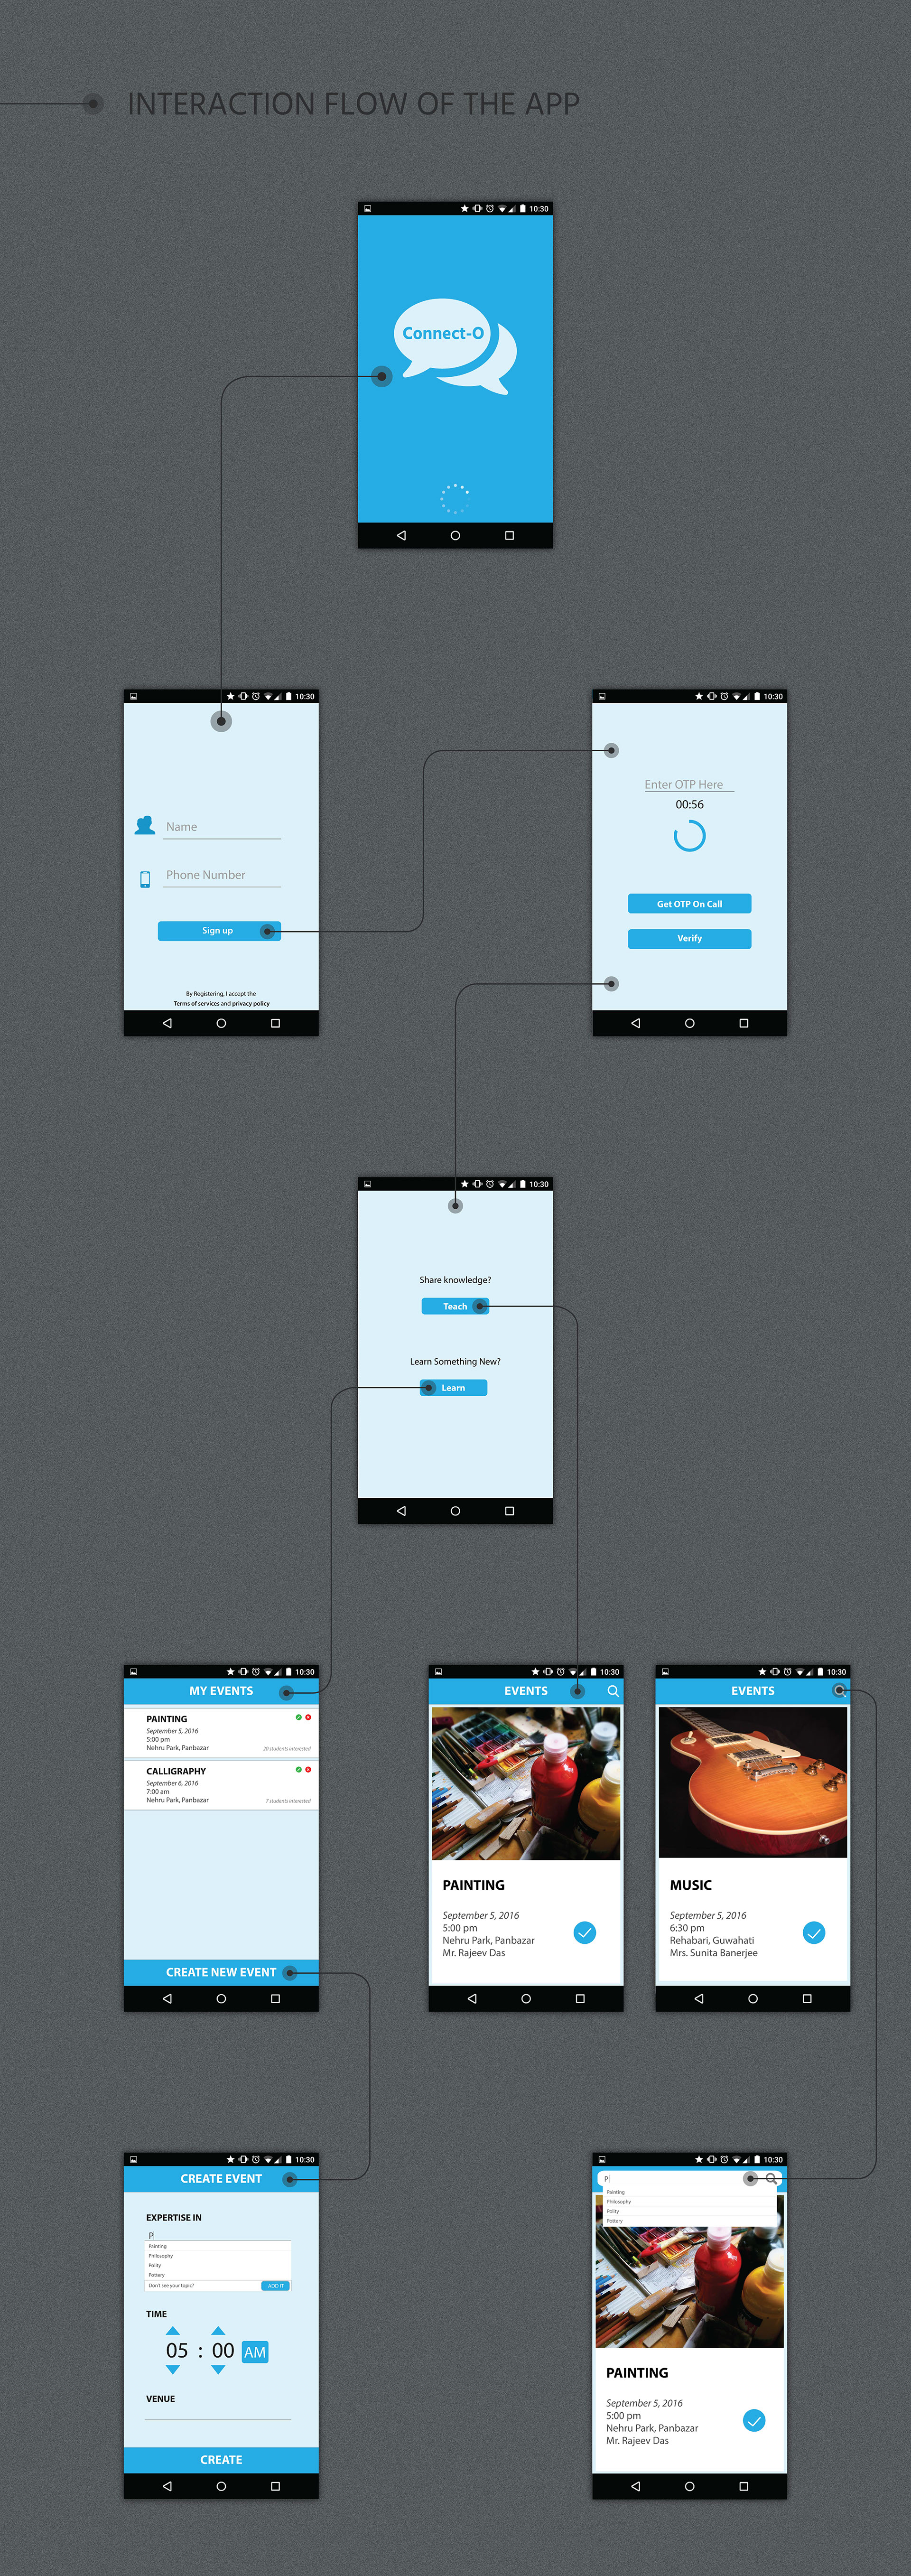 INTERACTION FLOW OF THE APP
10:30
Connect-O
10:30
Name
Phone Number
Sign up
By Registering, I accept the
Terms of services and privacy policy
10:30
Enter OTP Here
00:56
Get OTP On Call
Verify
10:30
Share knowledge?
Teach
Learn Something New?
Learn
10:30
MY EVENTS
PAINTING
September 5, 2016
5:00 pm
Nehru Park, Panbazar
20 students interested
CALLIGRAPHY
September 6, 2016
7:00 am
Nehru Park, Panbazar
7 students interested
CREATE NEW EVENT
10:30
EVENTS
PAINTING
September 5, 2016
5:00 pm
Nehru Park, Panbazar
Mr. Rajeev Das
10:30
EVENTS
MUSIC
September 5, 2016
6:30 pm
Rehabari, Guwahati
Mrs. Sunita Banerjee
10:30
CREATE EVENT
EXPERTISE IN
P
Painting
Philosophy
Polity
Pottery
Don't see your topic?
ADD IT
TIME
05 : 00 AM
VENUE
CREATE
10:30
P
Painting
Philosophy
Polity
Pottery
PAINTING
September 5, 2016
5:00 pm
Nehru Park, Panbazar
Mr. Rajeev Das